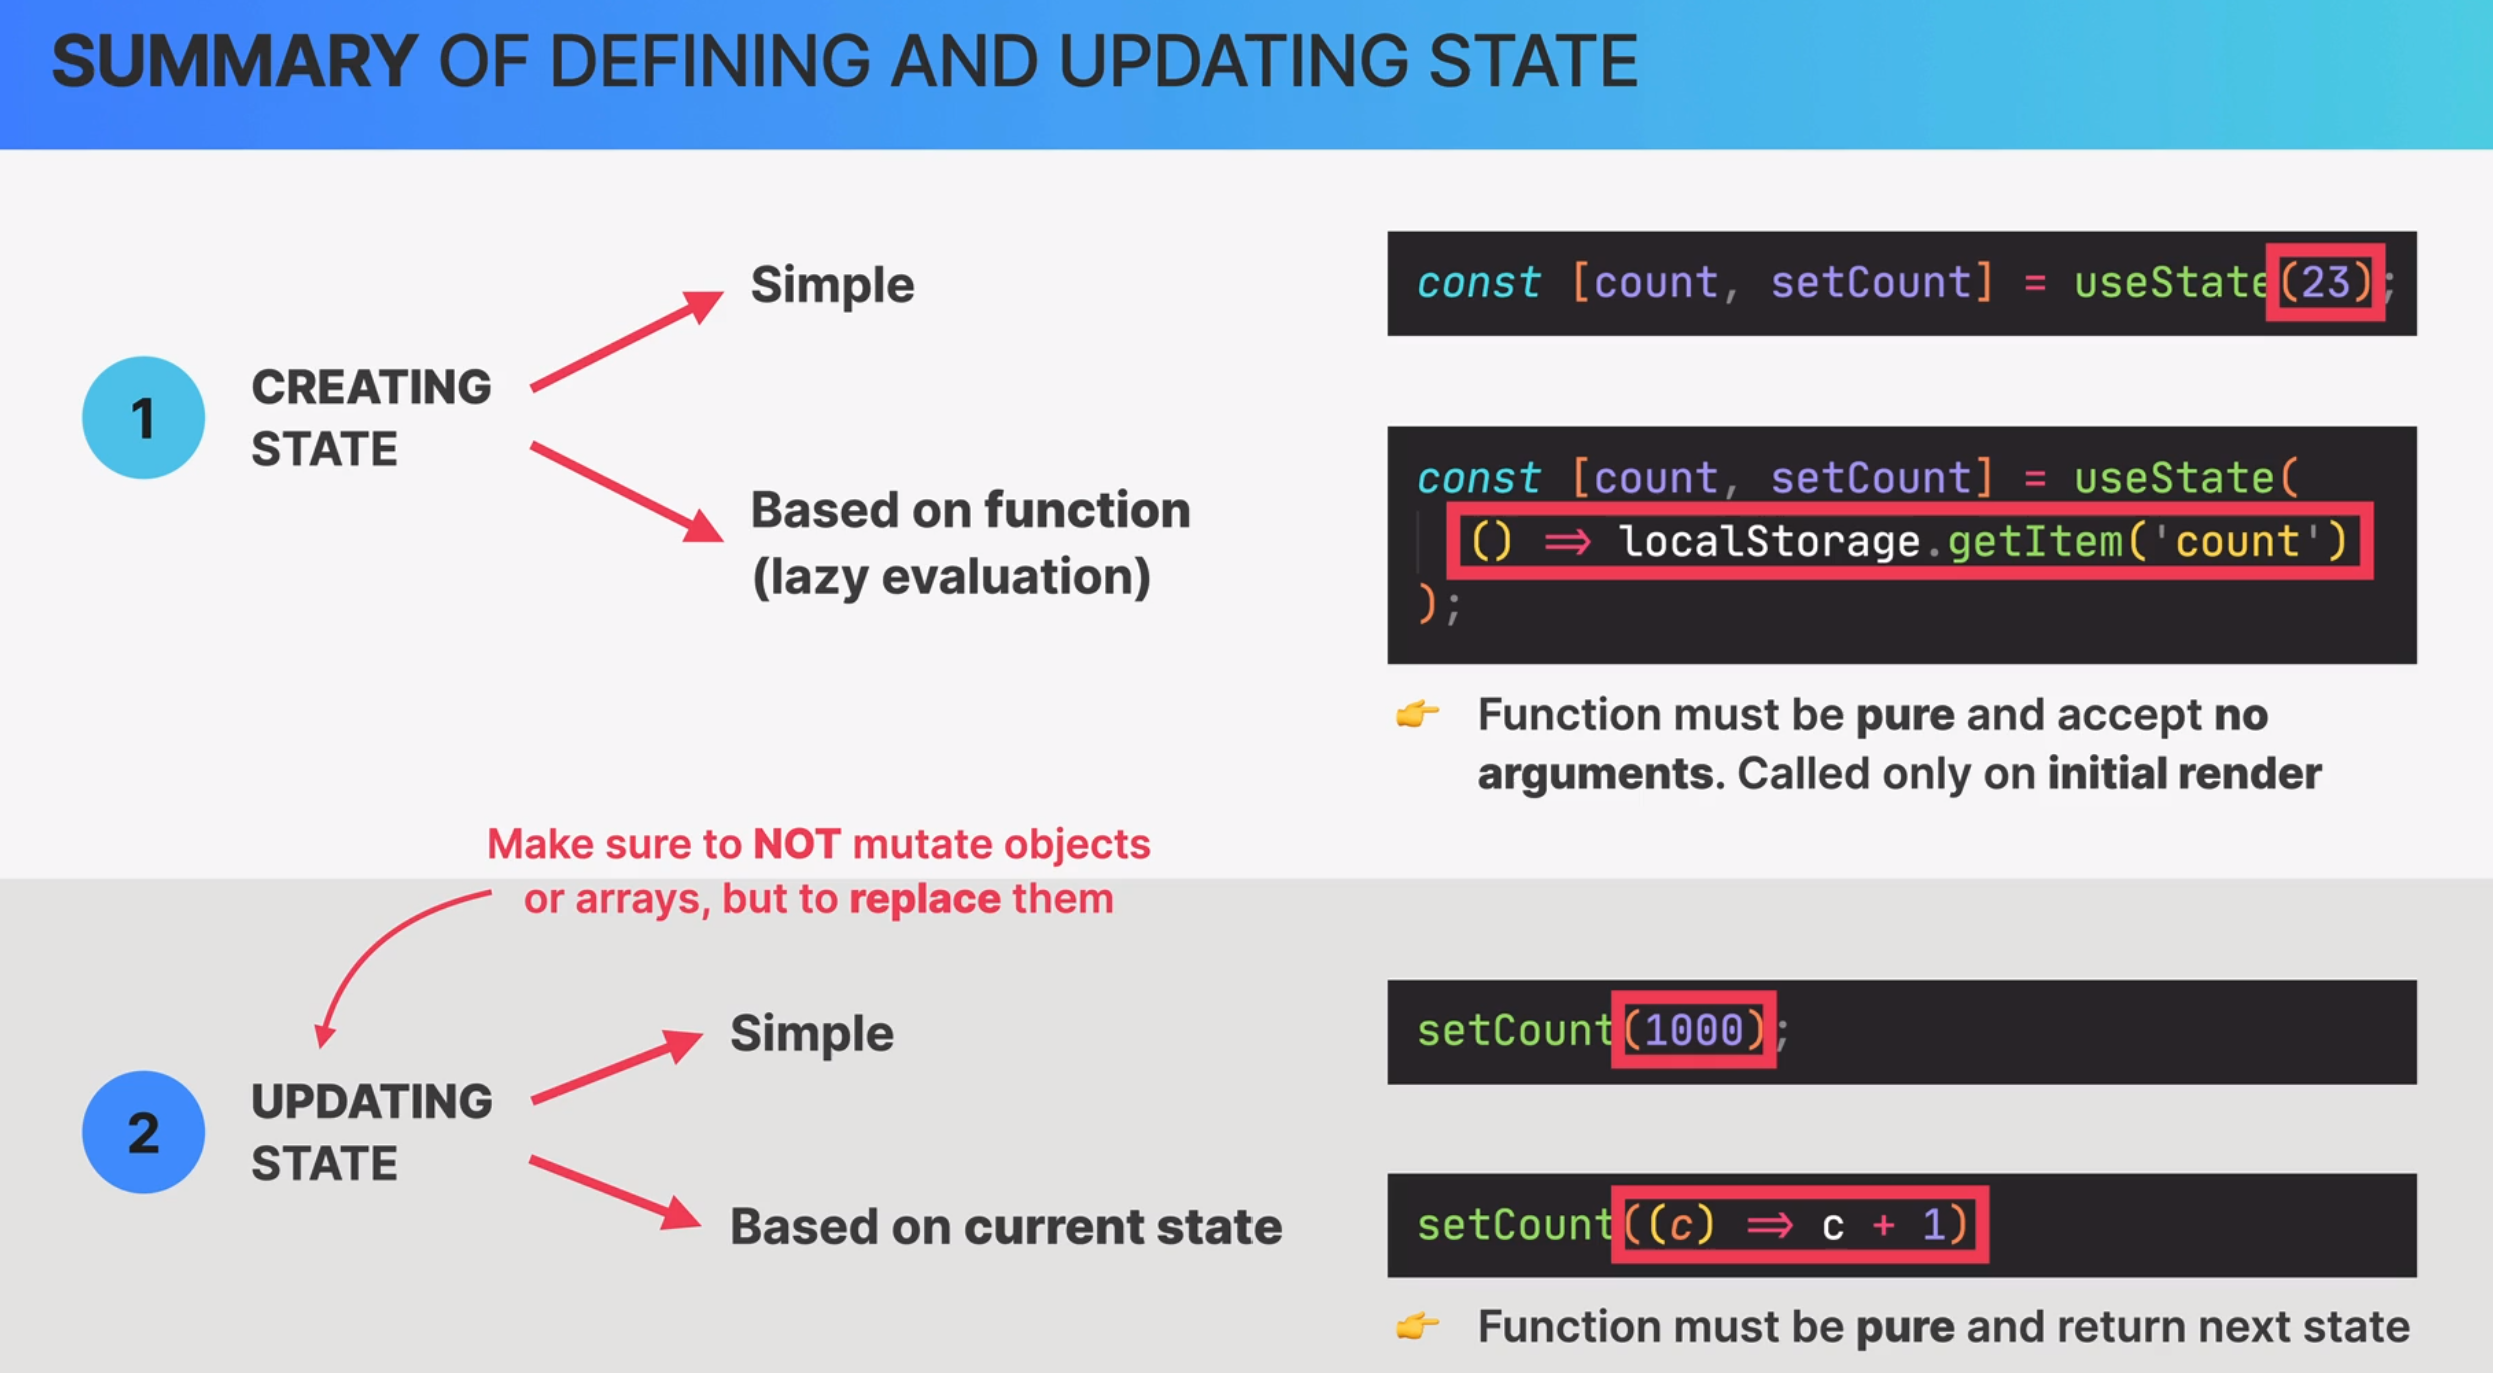 SUMMARY OF DEFINING AND UPDATING STATE
1
CREATING
STATE
Simple
const [count, setCount] = useState(23);
Based on function
(lazy evaluation)
const [count, setCount] = useState(
() => localStorage.getItem('count')
);
👉 Function must be pure and accept no
arguments. Called only on initial render
Make sure to NOT mutate objects
or arrays, but to replace them
2
UPDATING
STATE
Simple
setCount(1000);
Based on current state
setCount((c) => c + 1)
👉 Function must be pure and return next state